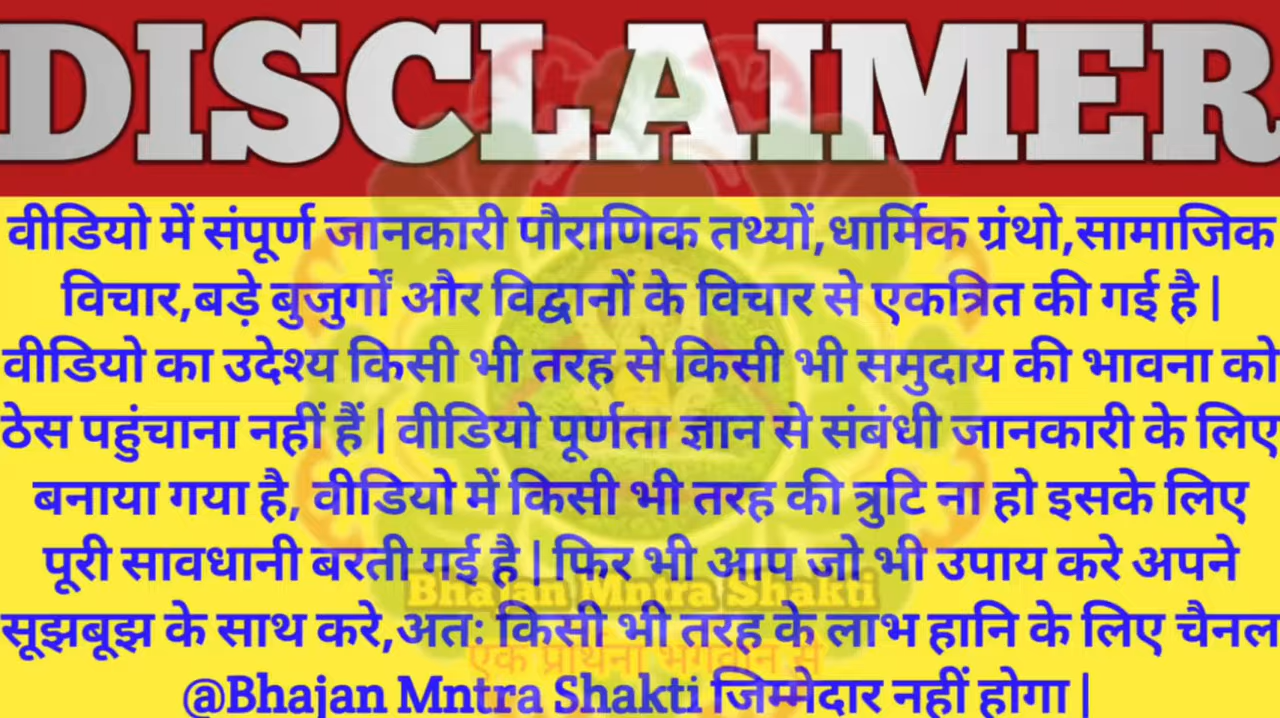 DISCLAIMER
वीडियो में संपूर्ण जानकारी पौराणिक तथ्यों,धार्मिक ग्रंथो,सामाजिक
विचार,बड़े बुजुर्गों और विद्वानों के विचार से एकत्रित की गई है |
वीडियो का उदेश्य किसी भी तरह से किसी भी समुदाय की भावना को
ठेस पहुंचाना नहीं हैं | वीडियो पूर्णता ज्ञान से संबंधी जानकारी के लिए
बनाया गया है, वीडियो में किसी भी तरह की त्रुटि ना हो इसके लिए
पूरी सावधानी बरती गई है | फिर भी आप जो भी उपाय करे अपने
Bhajan Mntra Shakti
सूझबूझ के साथ करे,अतः किसी भी तरह के लाभ हानि के लिए चैनल
एक प्रार्थना भगवान से
@Bhajan Mntra Shakti जिम्मेदार नहीं होगा |